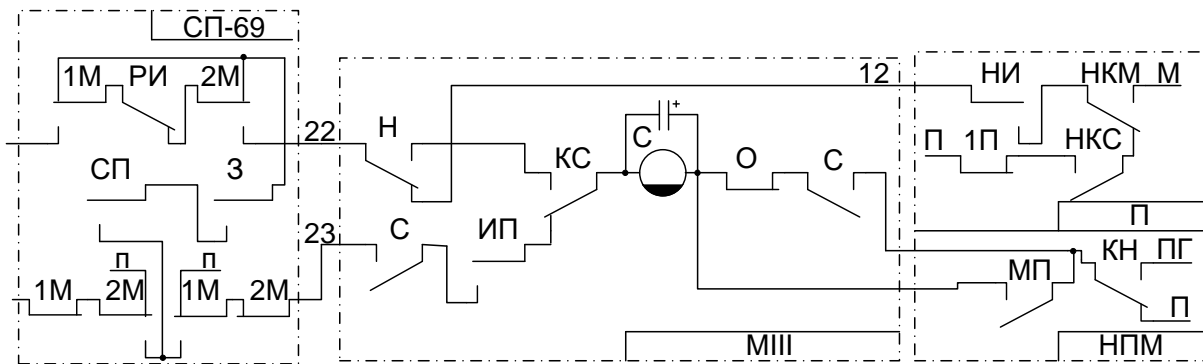 СП-69
1М РИ 2М
22
СП З
п п
1М 2М 1М 2М
23
12
Н
КС
С
+
О
С
С
ИП
МIII
НИ НКМ М
П 1П НКС
П
КН ПГ
МП
П
НПМ